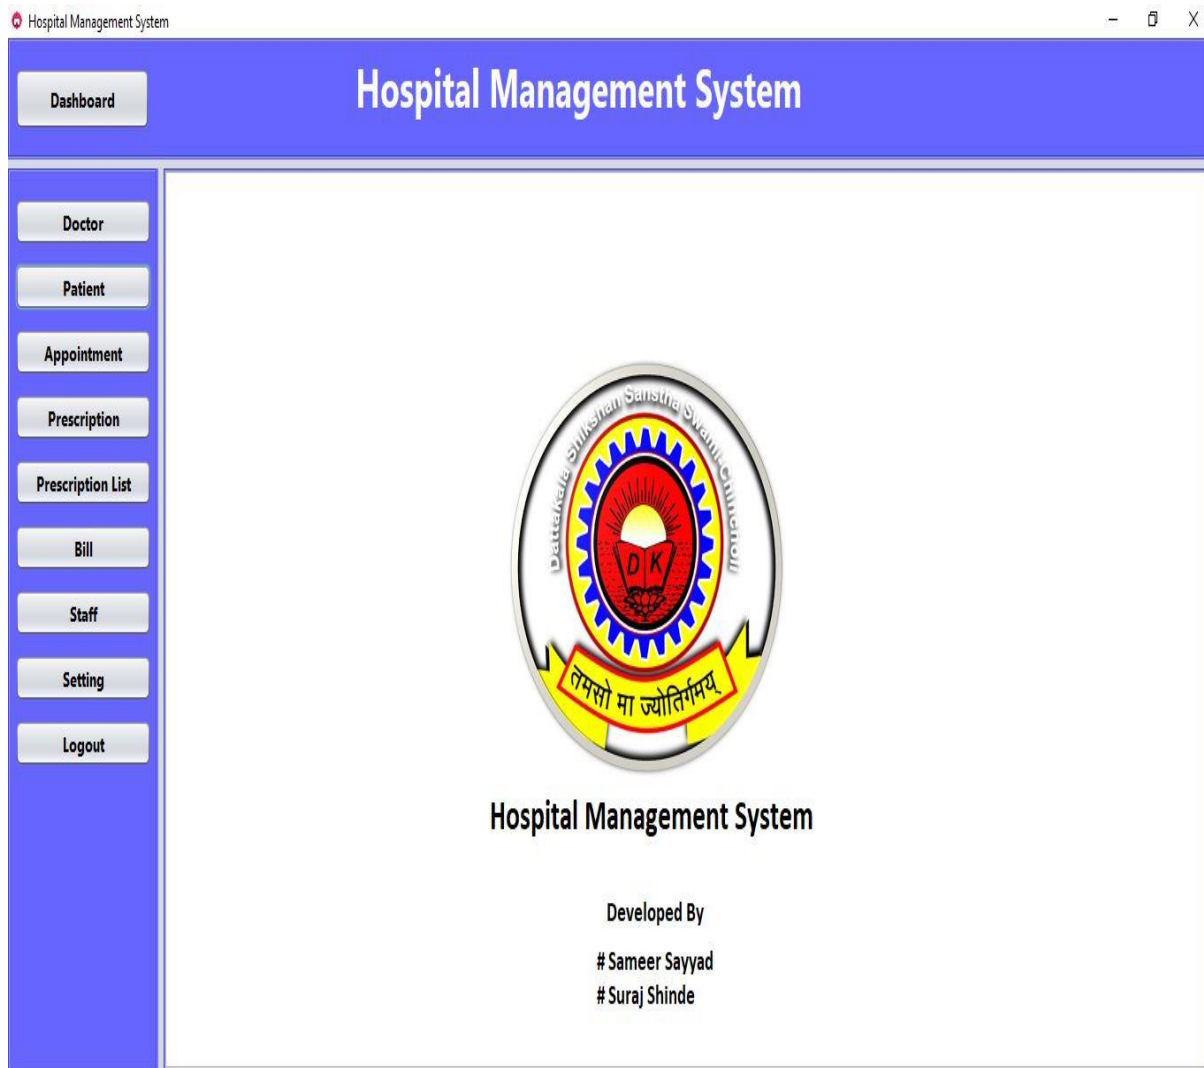 Hospital Management System
Dashboard
Hospital Management System
Doctor
Patient
Appointment
Prescription
Prescription List
Bill
Staff
Setting
Logout
Dattakala Shikshan Sanstha Swami-Chincholi
D K
तमसो मा ज्योतिर्गमय्
Hospital Management System
Developed By
# Sameer Sayyad
# Suraj Shinde